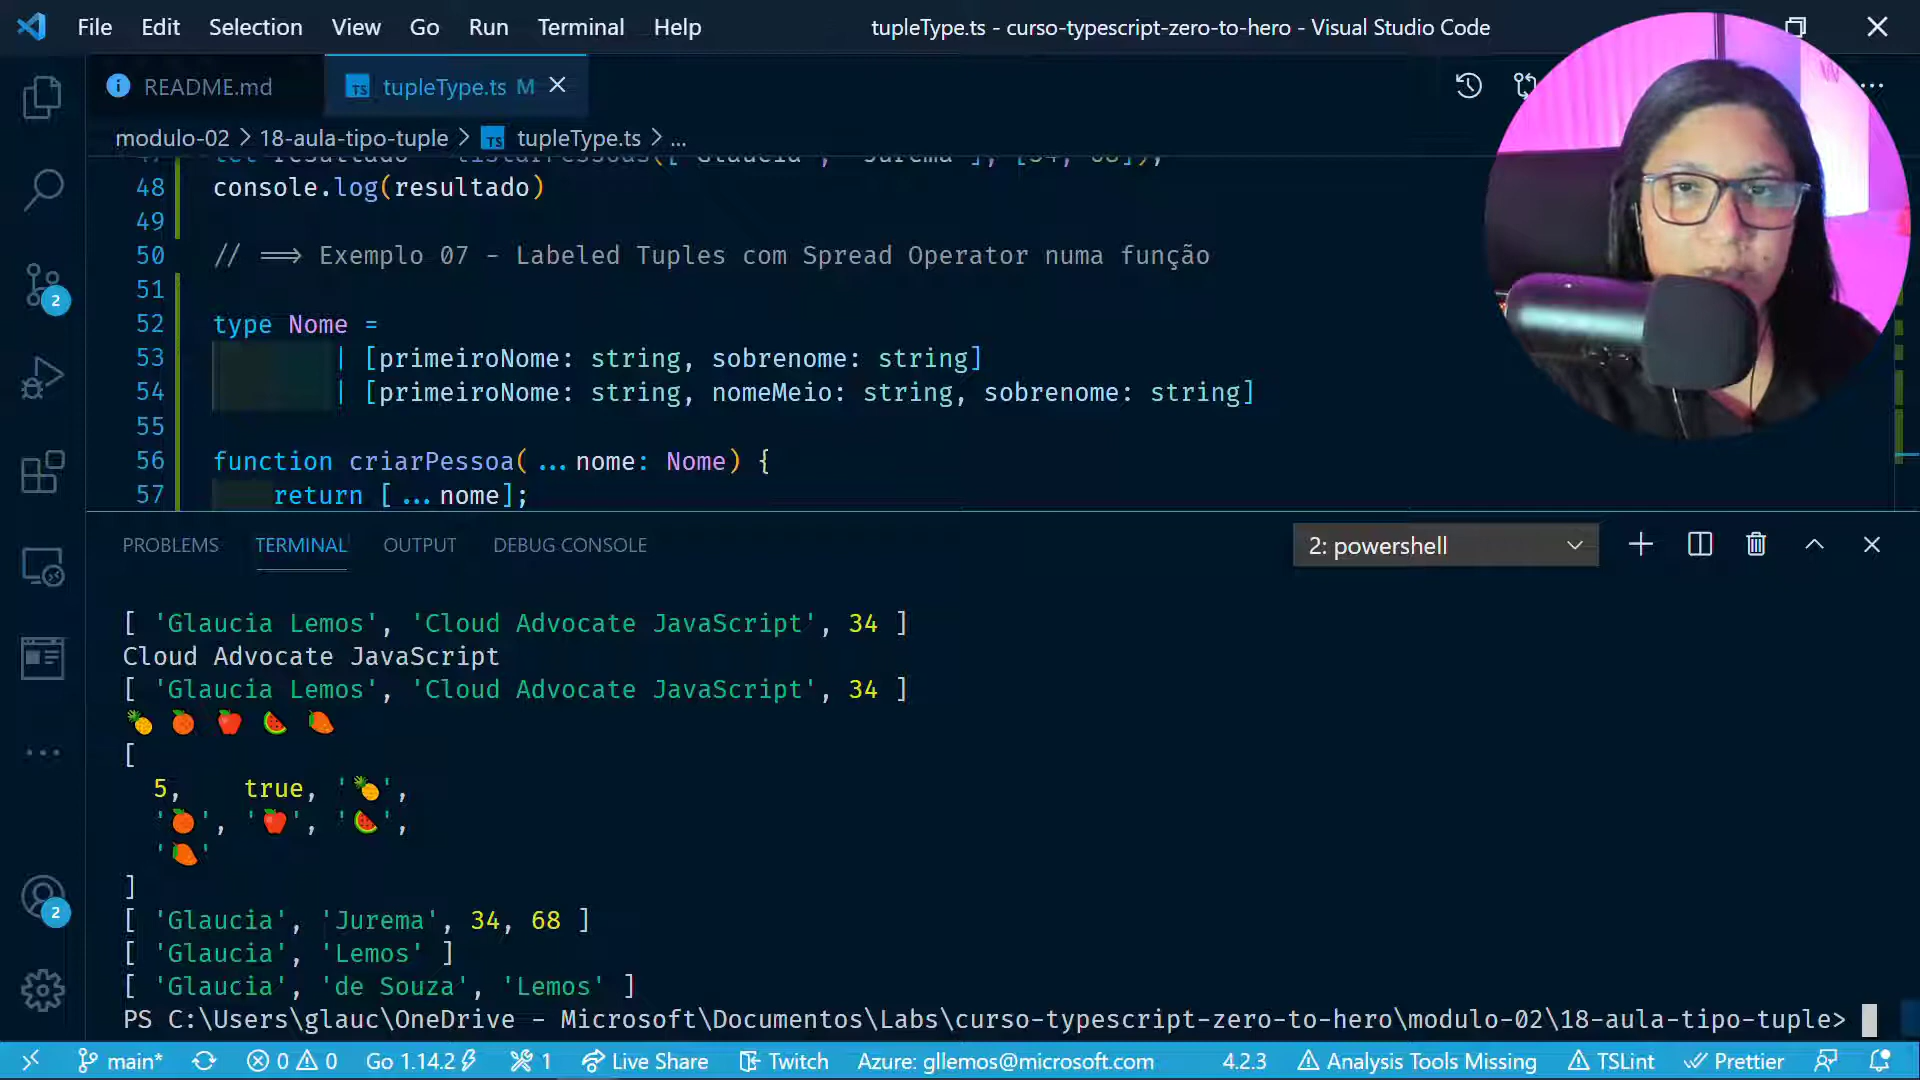 File Edit Selection View Go Run Terminal Help tupleType.ts - curso-typescript-zero-to-hero - Visual Studio Code
README.md tupleType.ts M
modulo-02 > 18-aula-tipo-tuple > TS tupleType.ts > ...
48 console.log(resultado)
49
50 // ==> Exemplo 07 - Labeled Tuples com Spread Operator numa função
51
52 type Nome =
53 | [primeiroNome: string, sobrenome: string]
54 | [primeiroNome: string, nomeMeio: string, sobrenome: string]
55
56 function criarPessoa(...nome: Nome) {
57 return [...nome];
PROBLEMS TERMINAL OUTPUT DEBUG CONSOLE 2: powershell
[ 'Glaucia Lemos', 'Cloud Advocate JavaScript', 34 ]
Cloud Advocate JavaScript
[ 'Glaucia Lemos', 'Cloud Advocate JavaScript', 34 ]
🍍 🍊 🍎 🍉 🥭
[
5, true, '🍍',
'🍊', '🍎', '🍉',
'🥭'
]
[ 'Glaucia', 'Jurema', 34, 68 ]
[ 'Glaucia', 'Lemos' ]
[ 'Glaucia', 'de Souza', 'Lemos' ]
PS C:\Users\glauc\OneDrive - Microsoft\Documentos\Labs\curso-typescript-zero-to-hero\modulo-02\18-aula-tipo-tuple>
main* 0 0 Go 1.14.2 1 Live Share Twitch Azure: gllemos@microsoft.com 4.2.3 Analysis Tools Missing TSLint Prettier
2
2